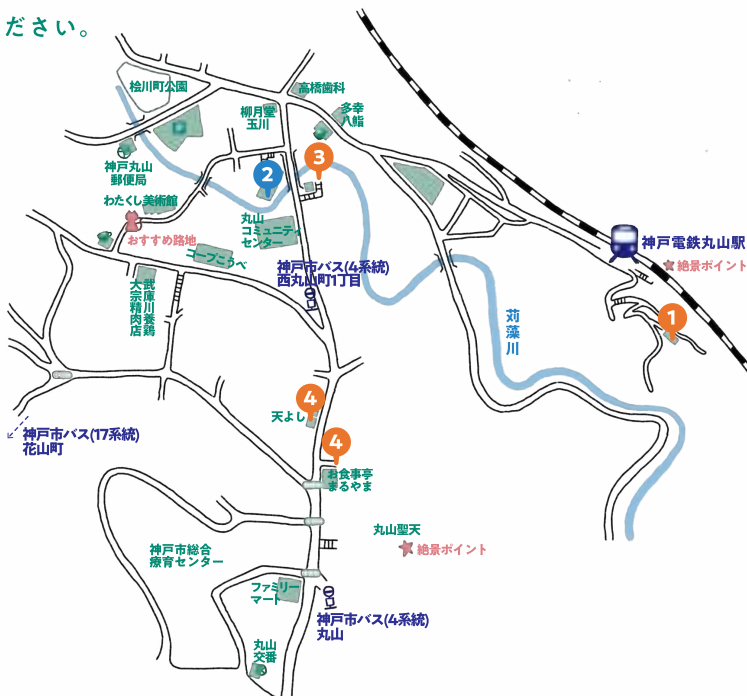 ださい。
桧川町公園
高橋歯科
柳月堂
玉川
多幸
八鮨
神戸丸山
郵便局
3
2
わたくし美術館
おすすめ路地
丸山
コミュニティ
センター
コープこうべ
神戸市バス(4系統)
西丸山町1丁目
神戸電鉄丸山駅
絶景ポイント
武庫川養鶏
大宗精肉店
苅藻川
1
4
天よし
神戸市バス(17系統)
花山町
4
お食事亭
まるやま
丸山聖天
絶景ポイント
神戸市総合
療育センター
ファミリー
マート
神戸市バス(4系統)
丸山
丸山
交番